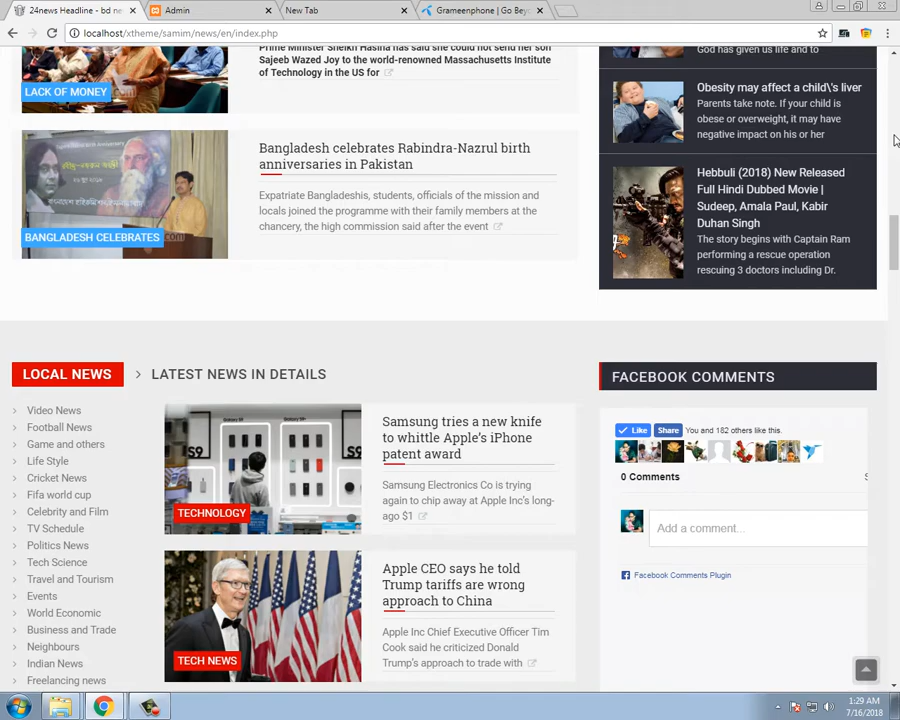 24news Headline - bd ne
Admin
New Tab
Grameenphone | Go Bey
localhost/xtheme/samim/news/en/index.php
Prime Minister Sheikh Hasina has said she could not send her son
Sajeeb Wazed Joy to the world-renowned Massachusetts Institute
of Technology in the US for
LACK OF MONEY
Bangladesh celebrates Rabindra-Nazrul birth
anniversaries in Pakistan
Expatriate Bangladeshis, students, officials of the mission and
locals joined the programme with their family members at the
chancery, the high commission said after the event
BANGLADESH CELEBRATES
God has given us life and to
Obesity may affect a child\'s liver
Parents take note. If your child is
obese or overweight, it may have
negative impact on his or her
Hebbuli (2018) New Released
Full Hindi Dubbed Movie |
Sudeep, Amala Paul, Kabir
Duhan Singh
The story begins with Captain Ram
performing a rescue operation
rescuing 3 doctors including Dr.
LOCAL NEWS
LATEST NEWS IN DETAILS
Video News
Football News
Game and others
Life Style
Cricket News
Fifa world cup
Celebrity and Film
TV Schedule
Politics News
Tech Science
Travel and Tourism
Events
World Economic
Business and Trade
Neighbours
Indian News
Freelancing news
S9
TECHNOLOGY
Samsung tries a new knife
to whittle Apple's iPhone
patent award
Samsung Electronics Co is trying
again to chip away at Apple Inc's long-
ago $1
TECH NEWS
Apple CEO says he told
Trump tariffs are wrong
approach to China
Apple Inc Chief Executive Officer Tim
Cook said he criticized Donald
Trump's approach to trade with
FACEBOOK COMMENTS
Like Share You and 182 others like this.
0 Comments
S
Add a comment...
Facebook Comments Plugin
1:29 AM
7/16/2018